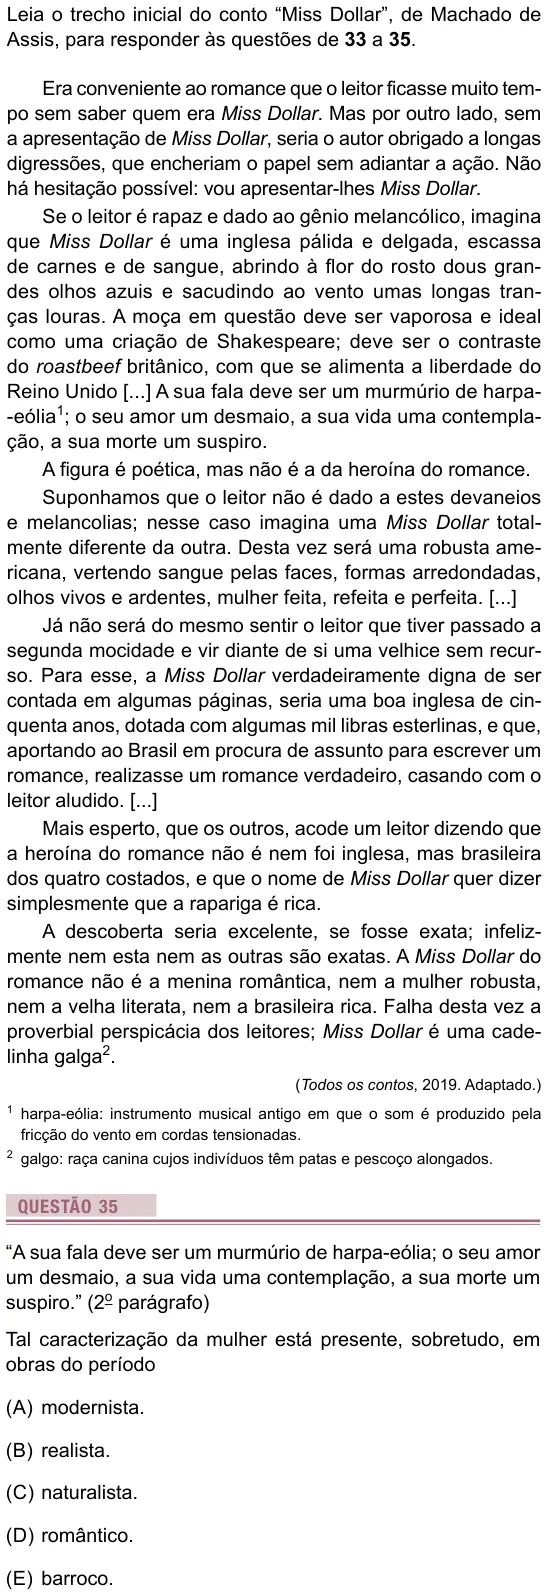 Leia o trecho inicial do conto “Miss Dollar”, de Machado de
Assis, para responder às questões de 33 a 35.
Era conveniente ao romance que o leitor ficasse muito tem-
po sem saber quem era Miss Dollar. Mas por outro lado, sem
a apresentação de Miss Dollar, seria o autor obrigado a longas
digressões, que encheriam o papel sem adiantar a ação. Não
há hesitação possível: vou apresentar-lhes Miss Dollar.
Se o leitor é rapaz e dado ao gênio melancólico, imagina
que Miss Dollar é uma inglesa pálida e delgada, escassa
de carnes e de sangue, abrindo à flor do rosto dous gran-
des olhos azuis e sacudindo ao vento umas longas tran-
ças louras. A moça em questão deve ser vaporosa e ideal
como uma criação de Shakespeare; deve ser o contraste
do roastbeef britânico, com que se alimenta a liberdade do
Reino Unido [...] A sua fala deve ser um murmúrio de harpa-
-eólia1; o seu amor um desmaio, a sua vida uma contempla-
ção, a sua morte um suspiro.
A figura é poética, mas não é a da heroína do romance.
Suponhamos que o leitor não é dado a estes devaneios
e melancolias; nesse caso imagina uma Miss Dollar total-
mente diferente da outra. Desta vez será uma robusta ame-
ricana, vertendo sangue pelas faces, formas arredondadas,
olhos vivos e ardentes, mulher feita, refeita e perfeita. [...]
Já não será do mesmo sentir o leitor que tiver passado a
segunda mocidade e vir diante de si uma velhice sem recur-
so. Para esse, a Miss Dollar verdadeiramente digna de ser
contada em algumas páginas, seria uma boa inglesa de cin-
quenta anos, dotada com algumas mil libras esterlinas, e que,
aportando ao Brasil em procura de assunto para escrever um
romance, realizasse um romance verdadeiro, casando com o
leitor aludido. [...]
Mais esperto, que os outros, acode um leitor dizendo que
a heroína do romance não é nem foi inglesa, mas brasileira
dos quatro costados, e que o nome de Miss Dollar quer dizer
simplesmente que a rapariga é rica.
A descoberta seria excelente, se fosse exata; infeliz-
mente nem esta nem as outras são exatas. A Miss Dollar do
romance não é a menina romântica, nem a mulher robusta,
nem a velha literata, nem a brasileira rica. Falha desta vez a
proverbial perspicácia dos leitores; Miss Dollar é uma cade-
linha galga2.
(Todos os contos, 2019. Adaptado.)
1 harpa-eólia: instrumento musical antigo em que o som é produzido pela
fricção do vento em cordas tensionadas.
2 galgo: raça canina cujos indivíduos têm patas e pescoço alongados.
QUESTÃO 35
“A sua fala deve ser um murmúrio de harpa-eólia; o seu amor
um desmaio, a sua vida uma contemplação, a sua morte um
suspiro.” (2º parágrafo)
Tal caracterização da mulher está presente, sobretudo, em
obras do período
(A) modernista.
(B) realista.
(C) naturalista.
(D) romântico.
(E) barroco.